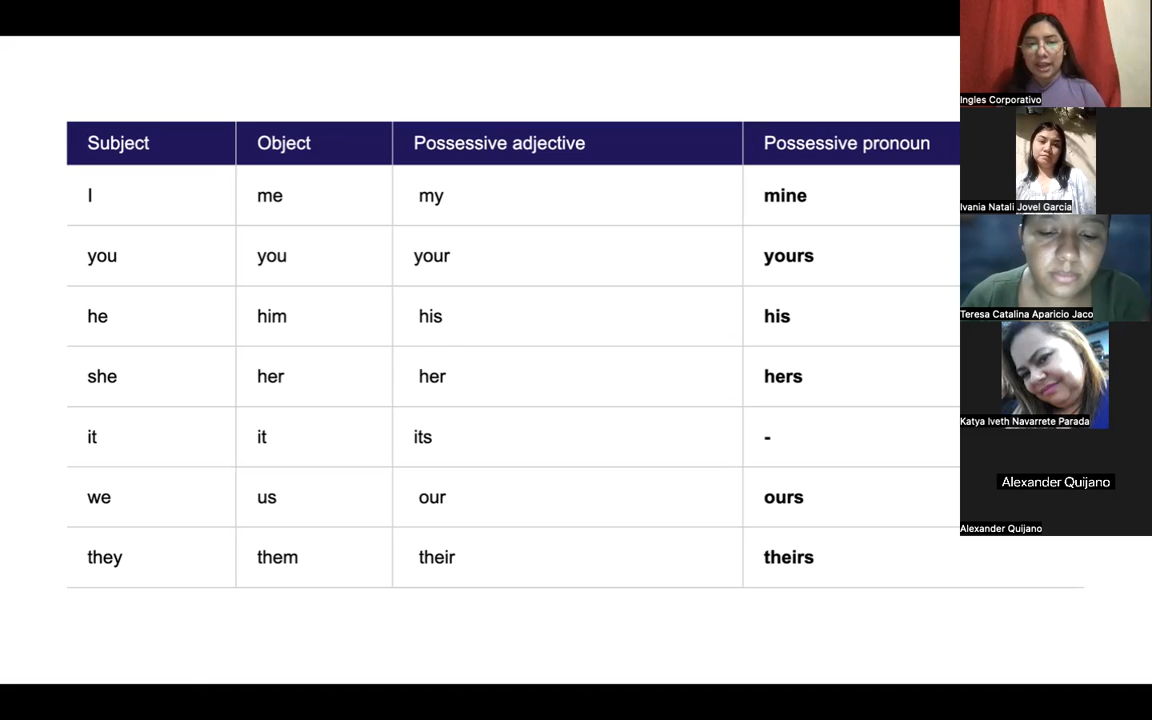 Subject Object Possessive adjective Possessive pronoun
I me my mine
you you your yours
he him his his
she her her hers
it it its -
we us our ours
they them their theirs
Ingles Corporativo
Ivania Natali Jovel Garcia
Teresa Catalina Aparicio Jaco
Katya Iveth Navarrete Parada
Alexander Quijano
Alexander Quijano